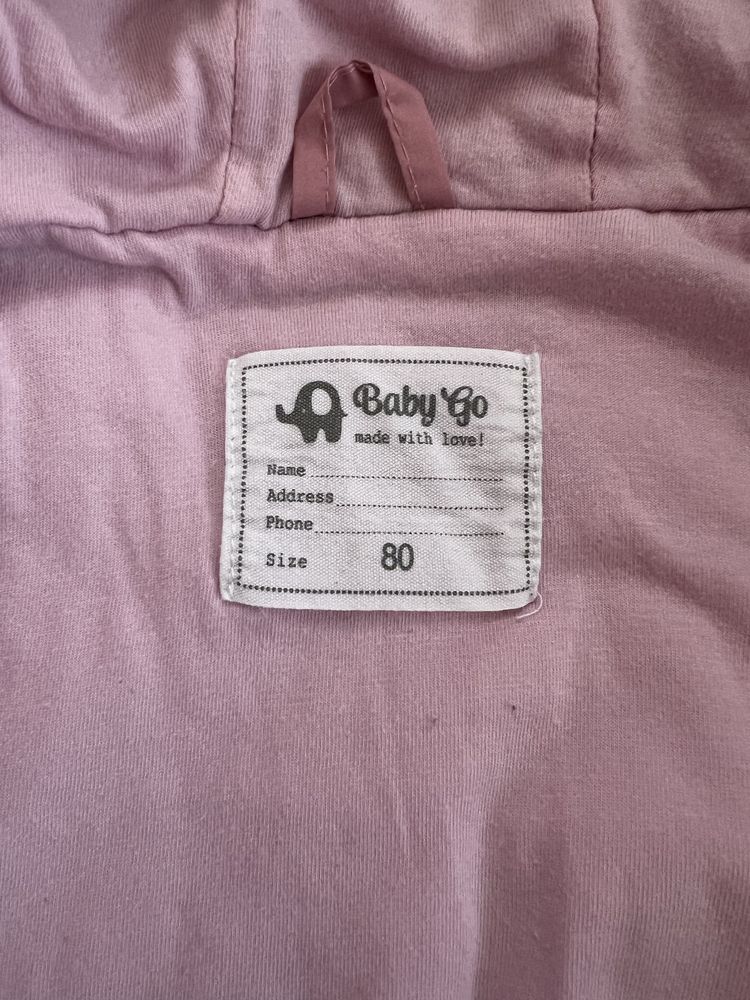 Baby Go
made with love!
Name
Address
Phone
Size 80